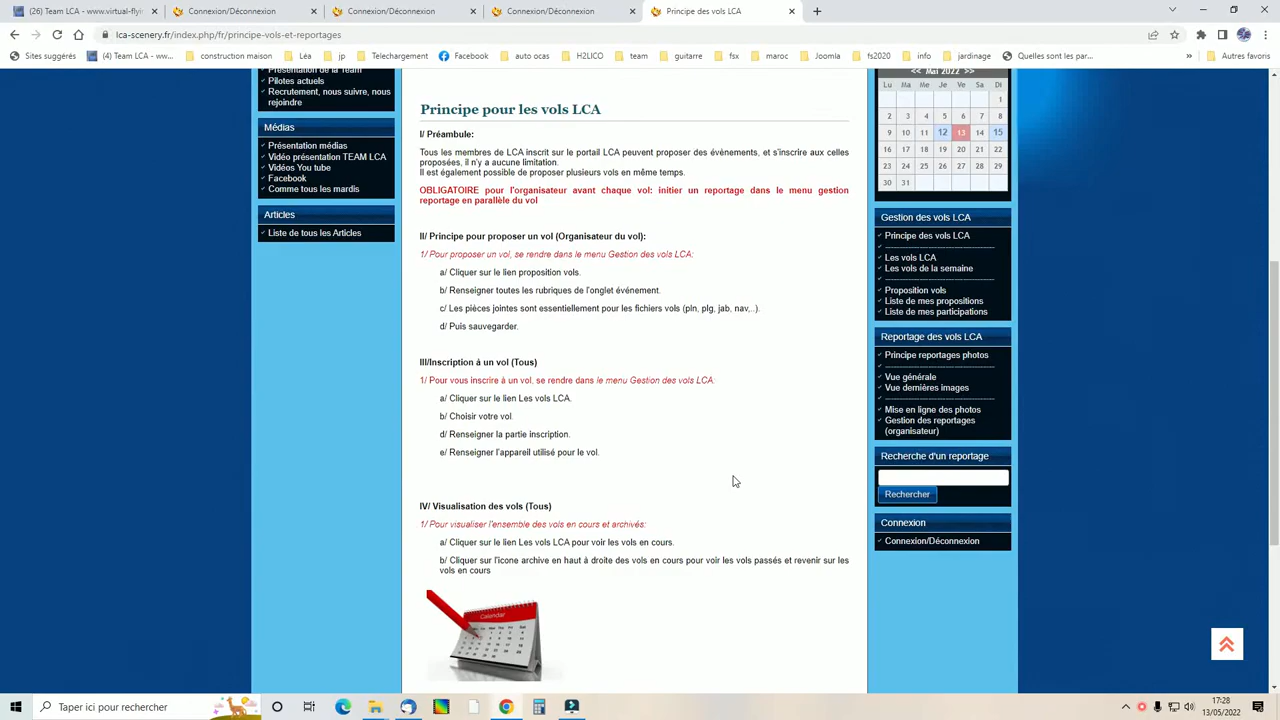 (26) Team LCA - www.virtual-flyi
Connexion/Déconnexion
Connexion/Déconnexion
Connexion/Déconnexion
Principe des vols LCA
lca-scenery.fr/index.php/fr/principe-vols-et-reportages
Sites suggérés
(4) Team LCA - ww...
construction maison
Léa
jp
Telechargement
Facebook
auto ocas
H2LICO
team
guitarre
fsx
maroc
Joomla
fs2020
info
jardinage
Quelles sont les par...
»
Autres favoris
Présentation de la Team
Pilotes actuels
Recrutement, nous suivre, nous
rejoindre
Médias
Présentation médias
Vidéo présentation TEAM LCA
Vidéos You tube
Facebook
Comme tous les mardis
Articles
Liste de tous les Articles
Principe pour les vols LCA
I/ Préambule:
Tous les membres de LCA inscrit sur le portail LCA peuvent proposer des évènements, et s'inscrire aux celles
proposées, il n'y a aucune limitation.
Il est également possible de proposer plusieurs vols en même temps.
OBLIGATOIRE pour l'organisateur avant chaque vol: initier un reportage dans le menu gestion
reportage en parallèle du vol
II/ Principe pour proposer un vol (Organisateur du vol):
1/ Pour proposer un vol, se rendre dans le menu Gestion des vols LCA:
a/ Cliquer sur le lien proposition vols.
b/ Renseigner toutes les rubriques de l'onglet événement.
c/ Les pièces jointes sont essentiellement pour les fichiers vols (pln, plg, jab, nav,..).
d/ Puis sauvegarder.
III/Inscription à un vol (Tous)
1/ Pour vous inscrire à un vol, se rendre dans le menu Gestion des vols LCA:
a/ Cliquer sur le lien Les vols LCA.
b/ Choisir votre vol.
d/ Renseigner la partie inscription.
e/ Renseigner l'appareil utilisé pour le vol.
IV/ Visualisation des vols (Tous)
1/ Pour visualiser l'ensemble des vols en cours et archivés:
a/ Cliquer sur le lien Les vols LCA pour voir les vols en cours.
b/ Cliquer sur l'icone archive en haut à droite des vols en cours pour voir les vols passés et revenir sur les
vols en cours
Calendar
<< Mai 2022 >>
Lu Ma Me Je Ve Sa Di
1
2 3 4 5 6 7 8
9 10 11 12 13 14 15
16 17 18 19 20 21 22
23 24 25 26 27 28 29
30 31
Gestion des vols LCA
Principe des vols LCA
------------------------------------
Les vols LCA
Les vols de la semaine
------------------------------------
Proposition vols
Liste de mes propositions
Liste de mes participations
Reportage des vols LCA
Principe reportages photos
------------------------------------
Vue générale
Vue dernières images
------------------------------------
Mise en ligne des photos
Gestion des reportages
(organisateur)
Recherche d'un reportage
Rechercher
Connexion
Connexion/Déconnexion
Taper ici pour rechercher
17:28
13/05/2022